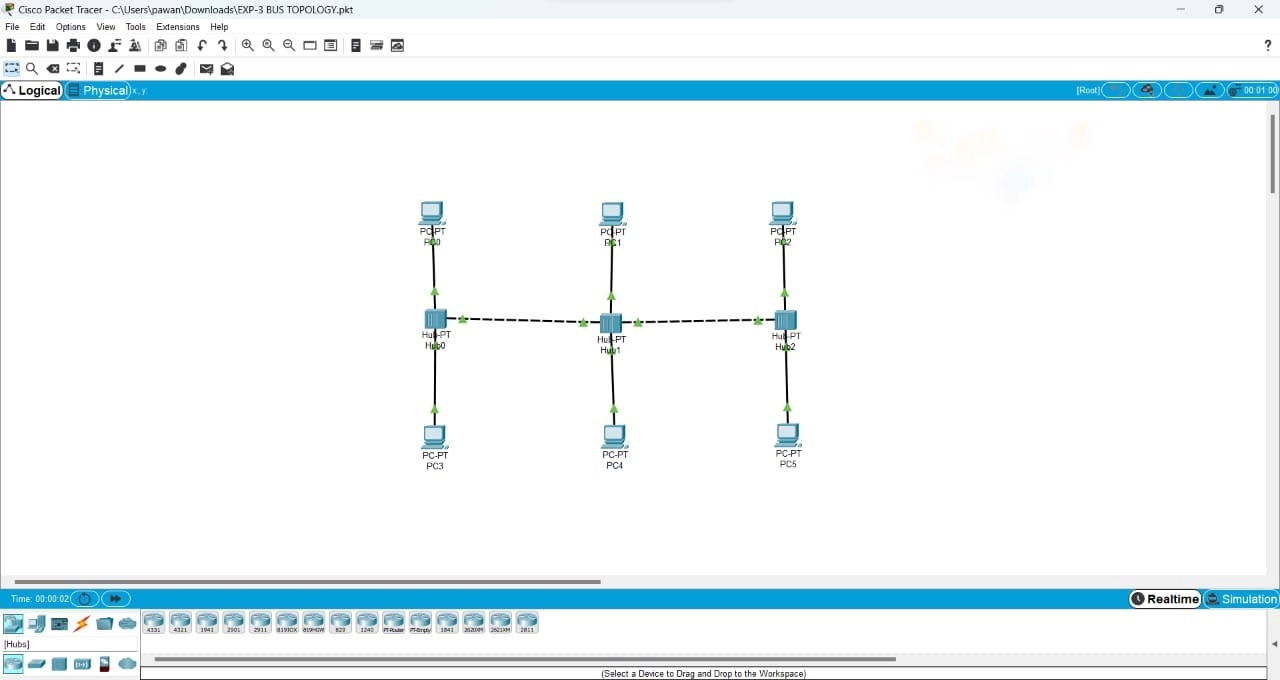 Cisco Packet Tracer - C:\Users\pawan\Downloads\EXP-3 BUS TOPOLOGY.pkt
File Edit Options View Tools Extensions Help
?
Logical Physical x, y [Root] 00:01:00
PC-PT
PC0
PC-PT
PC1
PC-PT
PC2
Hub-PT
Hub0
Hub-PT
Hub1
Hub-PT
Hub2
PC-PT
PC3
PC-PT
PC4
PC-PT
PC5
Time: 00:00:02 Realtime Simulation
4331 4321 1941 2901 2911 819IOX 819HGW 829 1240 PT-Router PT-Empty 1841 2620XM 2621XM 2811
[Hubs]
(Select a Device to Drag and Drop to the Workspace)